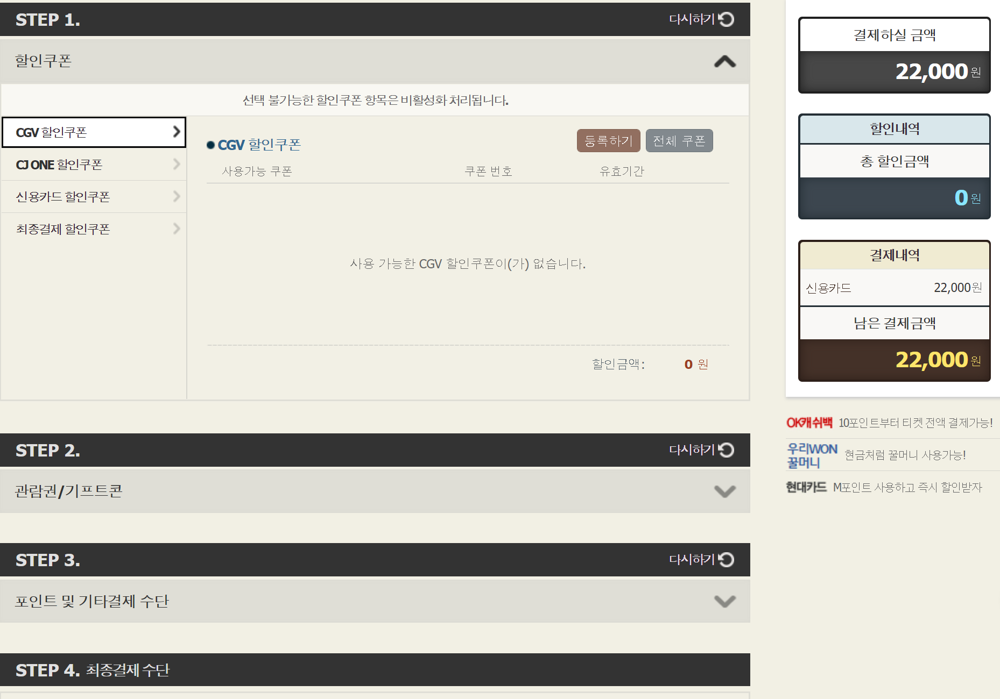 STEP 1.
다시하기
할인쿠폰
선택 불가능한 할인쿠폰 항목은 비활성화 처리됩니다.
CGV 할인쿠폰
CJ ONE 할인쿠폰
신용카드 할인쿠폰
최종결제 할인쿠폰
CGV 할인쿠폰
등록하기
전체 쿠폰
사용가능 쿠폰 쿠폰 번호 유효기간
사용 가능한 CGV 할인쿠폰이(가) 없습니다.
할인금액: 0 원
STEP 2.
다시하기
관람권/기프트콘
STEP 3.
다시하기
포인트 및 기타결제 수단
STEP 4. 최종결제 수단
결제하실 금액
22,000 원
할인내역
총 할인금액
0 원
결제내역
신용카드 22,000원
남은 결제금액
22,000 원
OK캐쉬백 10포인트부터 티켓 전액 결제가능!
우리WON
꿀머니 현금처럼 꿀머니 사용가능!
현대카드 M포인트 사용하고 즉시 할인받자